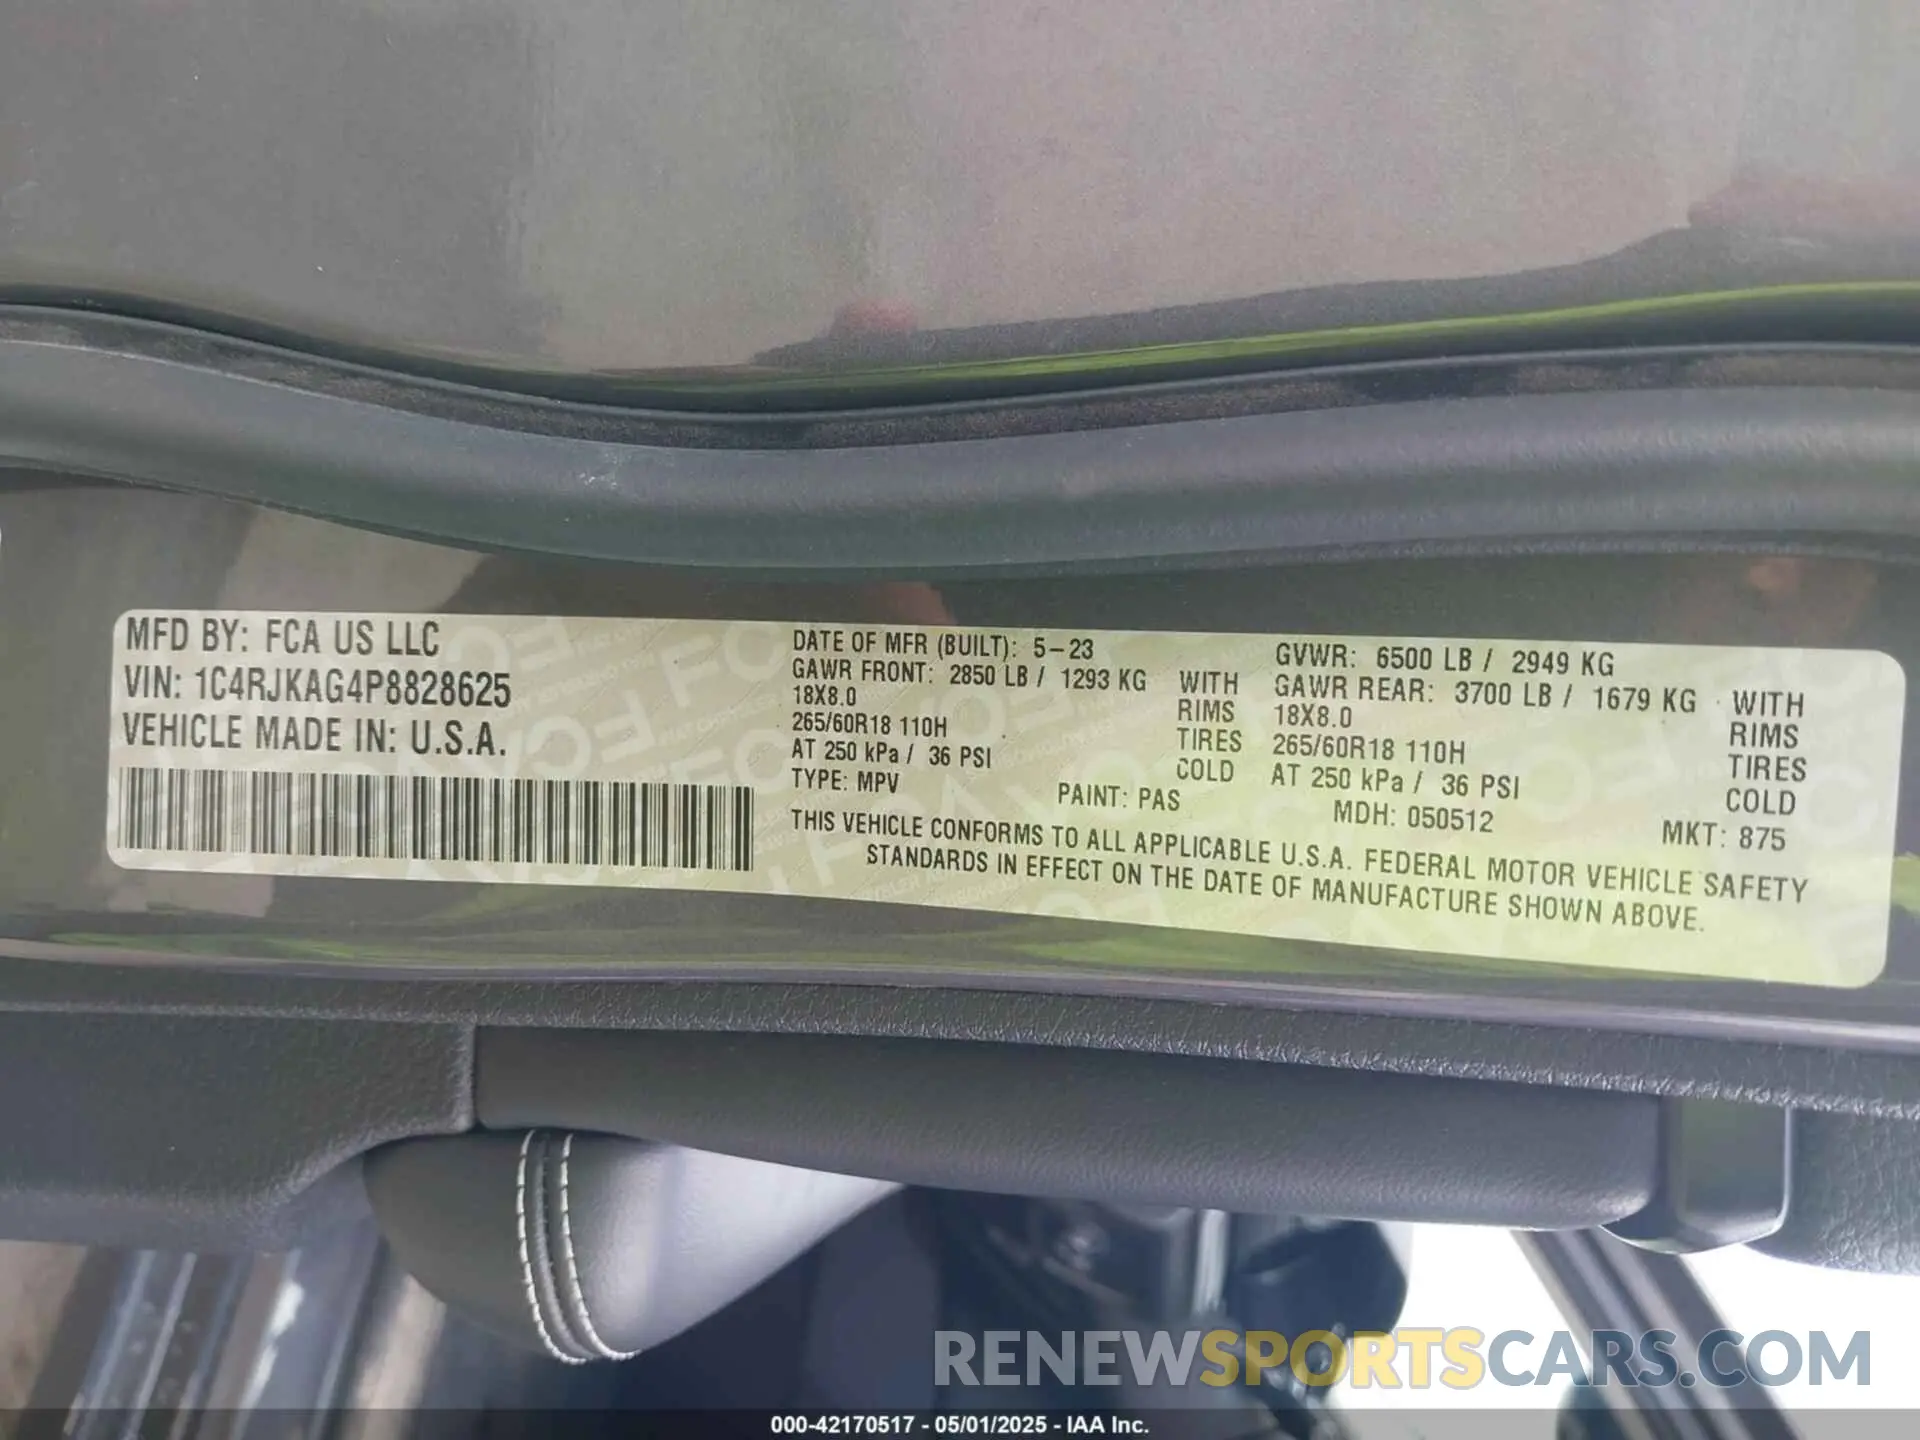 MFD BY: FCA US LLC
VIN: 1C4RJKAG4P8828625
VEHICLE MADE IN: U.S.A.
DATE OF MFR (BUILT): 5-23
GAWR FRONT: 2850 LB / 1293 KG WITH
18X8.0 RIMS
265/60R18 110H TIRES
AT 250 kPa / 36 PSI COLD
TYPE: MPV
PAINT: PAS
GVWR: 6500 LB / 2949 KG
GAWR REAR: 3700 LB / 1679 KG WITH
18X8.0 RIMS
265/60R18 110H TIRES
AT 250 kPa / 36 PSI COLD
MDH: 050512
MKT: 875
THIS VEHICLE CONFORMS TO ALL APPLICABLE U.S.A. FEDERAL MOTOR VEHICLE SAFETY
STANDARDS IN EFFECT ON THE DATE OF MANUFACTURE SHOWN ABOVE.
RENEWSPORTSCARS.COM
000-42170517 - 05/01/2025 - IAA Inc.